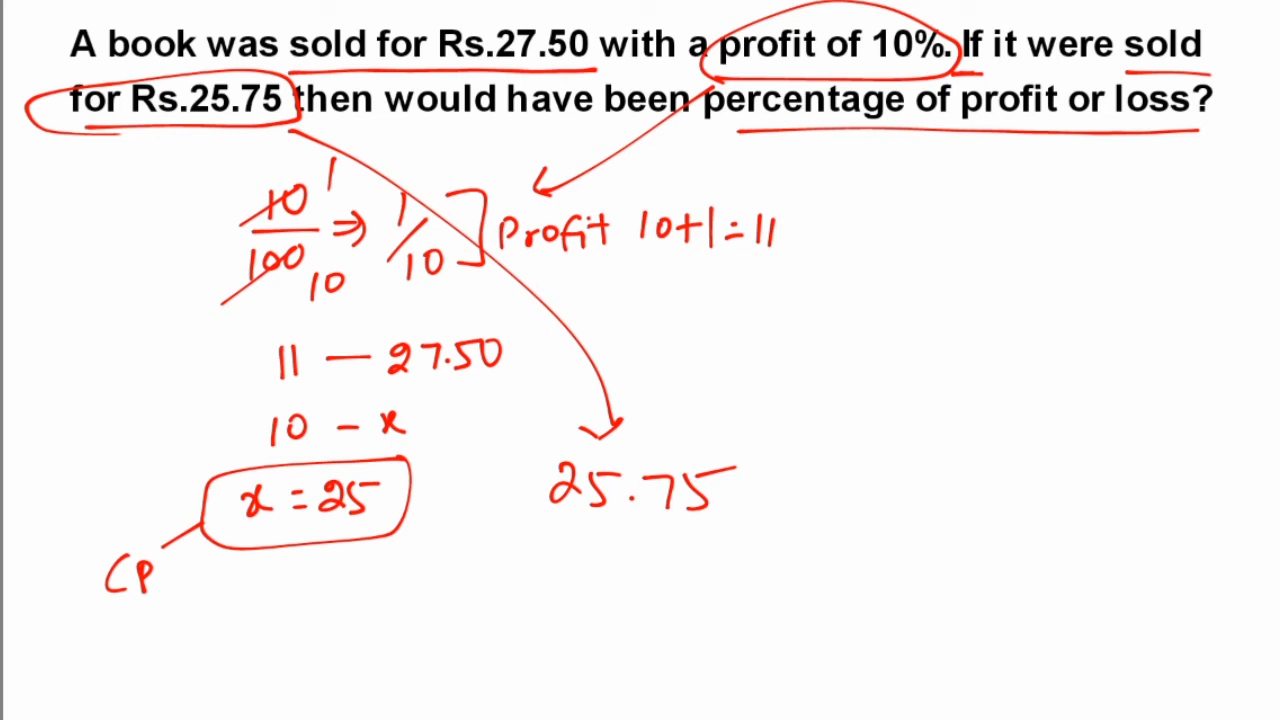 A book was sold for Rs.27.50 with a profit of 10%. If it were sold
for Rs.25.75 then would have been percentage of profit or loss?
10 1
100 10 ⇒ 1/10 ] Profit 10+1=11
11 — 27.50
10 - x
x = 25
25.75
CP